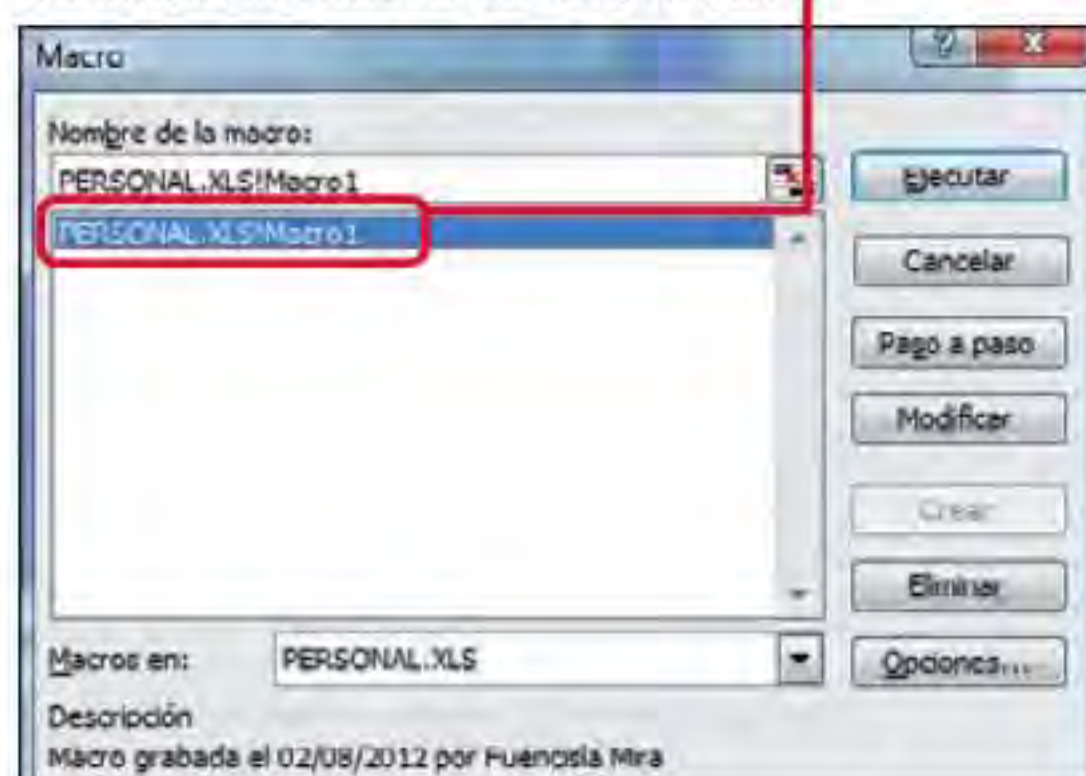 Macro
Nombre de la macro:
PERSONAL.XLS!Macro1
Ejecutar
PERSONAL.XLS!Macro1
Cancelar
Paso a paso
Modificar
Crear
Eliminar
Macros en:
PERSONAL.XLS
Opciones...
Descripción
Macro grabada el 02/08/2012 por Fuencisla Mira